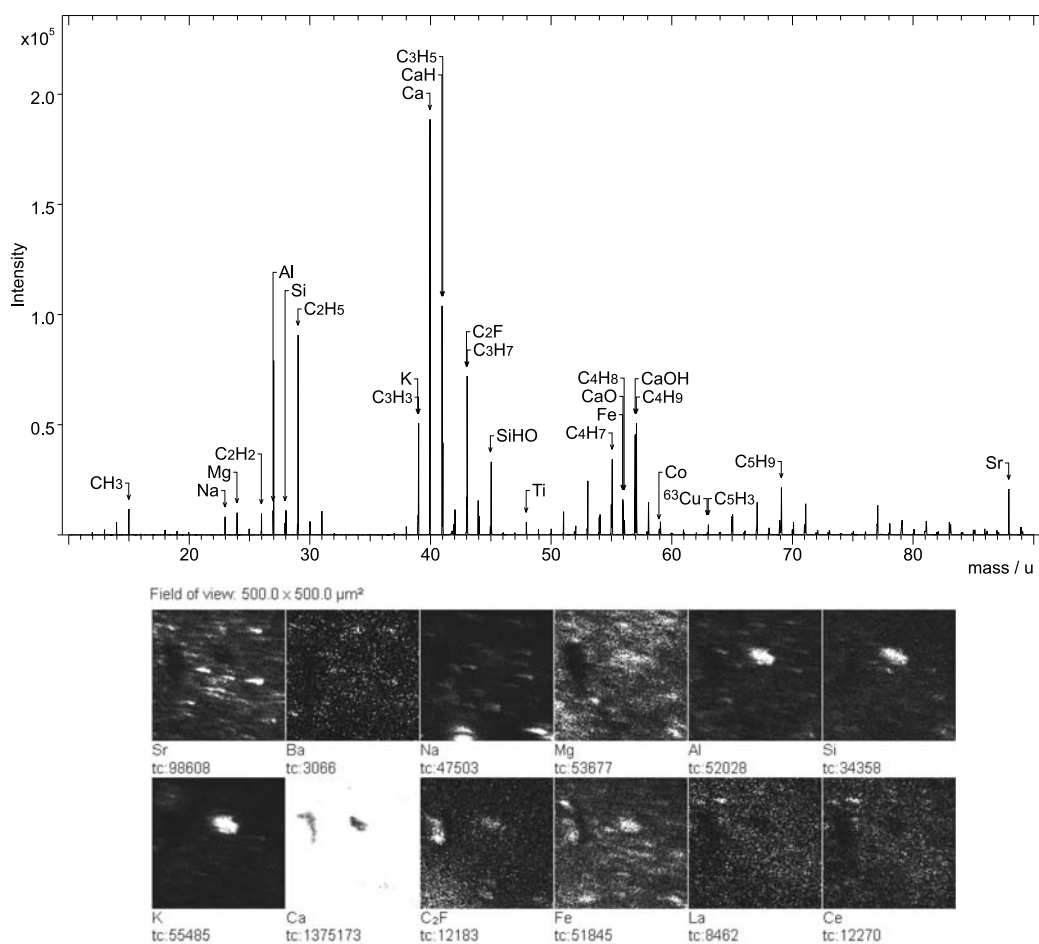 x10⁵
C3H5
CaH
Ca
2.0
1.5
Intensity
Al
Si
C2H5
1.0
C2F
C3H7
K
C3H3
C4H8
CaO
Fe
CaOH
C4H9
0.5
SiHO
C4H7
C2H2
Mg
Na
CH3
Ti
Co
⁶³Cu
C5H3
C5H9
Sr
20
30
40
50
60
70
80
mass / u
Field of view: 500.0 x 500.0 µm²
Sr Ba Na Mg Al Si
tc:98608 tc:3066 tc:47503 tc:53677 tc:52028 tc:34358
K Ca C₂F Fe La Ce
tc:55485 tc:1375173 tc:12183 tc:51845 tc:8462 tc:12270